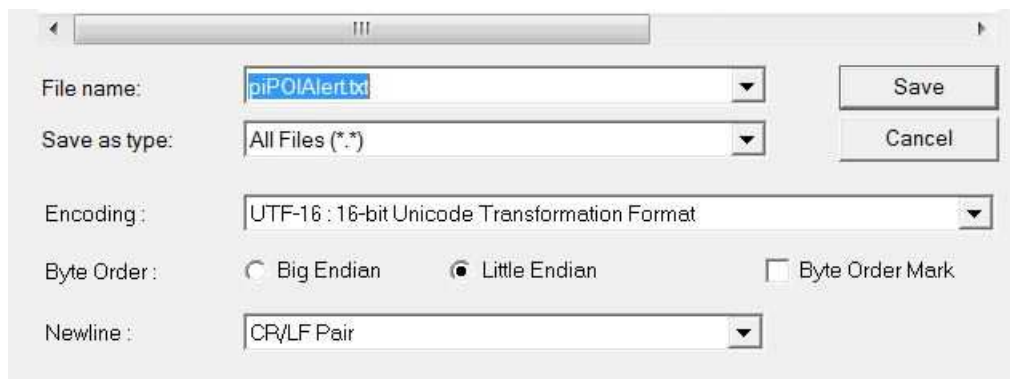 File name: piPOIAlert.txt Save
Save as type: All Files (*.*) Cancel
Encoding : UTF-16 : 16-bit Unicode Transformation Format
Byte Order : Big Endian Little Endian Byte Order Mark
Newline : CR/LF Pair